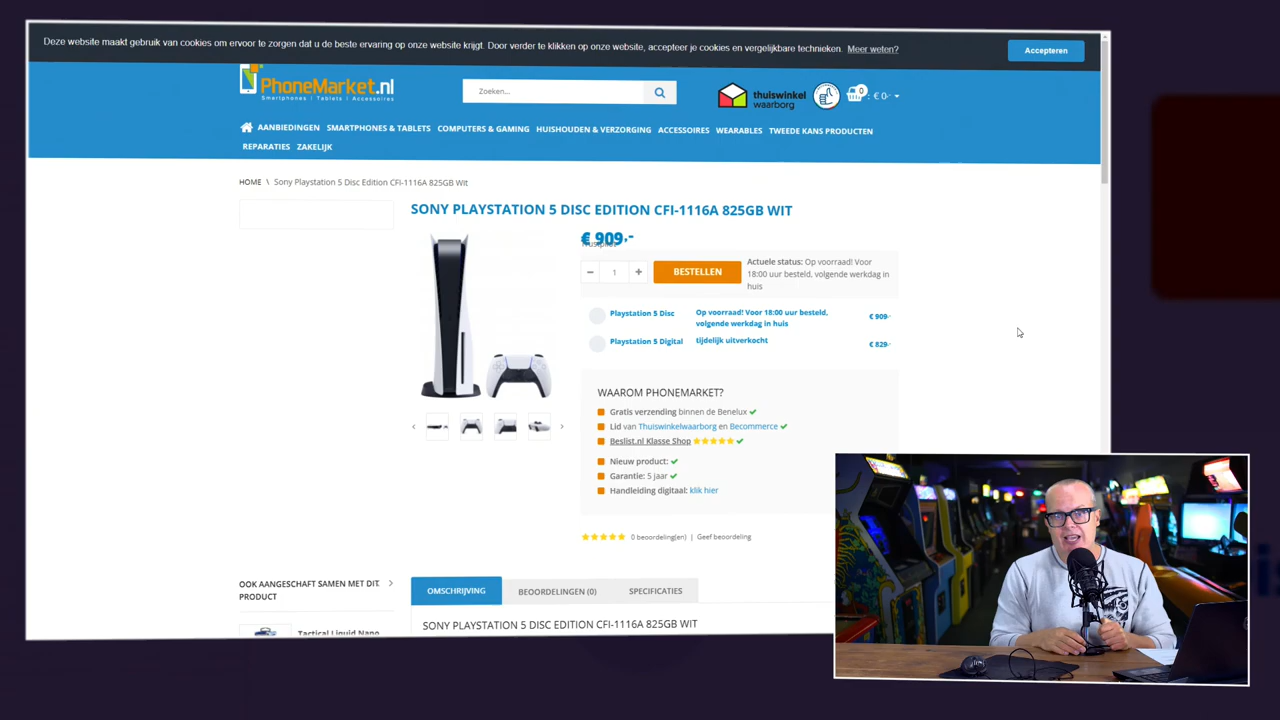 Deze website maakt gebruik van cookies om ervoor te zorgen dat u de beste ervaring op onze website krijgt. Door verder te klikken op onze website, accepteer je cookies en vergelijkbare technieken. Meer weten?
Accepteren
PhoneMarket.nl
Smartphones | Tablets | Accessoires
Zoeken...
thuiswinkel
waarborg
0
: € 0,-
AANBIEDINGEN SMARTPHONES & TABLETS COMPUTERS & GAMING HUISHOUDEN & VERZORGING ACCESSOIRES WEARABLES TWEEDE KANS PRODUCTEN
REPARATIES ZAKELIJK
HOME \ Sony Playstation 5 Disc Edition CFI-1116A 825GB Wit
SONY PLAYSTATION 5 DISC EDITION CFI-1116A 825GB WIT
€ 909,-
Trustpilot
- 1 +
BESTELLEN
Actuele status: Op voorraad! Voor
18:00 uur besteld, volgende werkdag in
huis
Playstation 5 Disc
Op voorraad! Voor 18:00 uur besteld,
volgende werkdag in huis
€ 909,-
Playstation 5 Digital
tijdelijk uitverkocht
€ 829,-
WAAROM PHONEMARKET?
Gratis verzending binnen de Benelux
Lid van Thuiswinkelwaarborg en Becommerce
Beslist.nl Klasse Shop
Nieuw product:
Garantie: 5 jaar
Handleiding digitaal: klik hier
0 beoordeling(en) | Geef beoordeling
OOK AANGESCHAFT SAMEN MET DIT
PRODUCT
Tactical Liquid Nano
OMSCHRIJVING
BEOORDELINGEN (0)
SPECIFICATIES
SONY PLAYSTATION 5 DISC EDITION CFI-1116A 825GB WIT